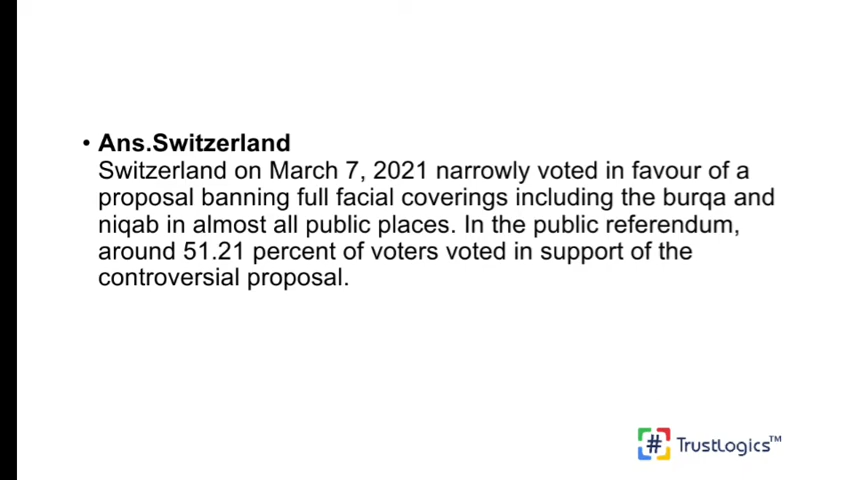 • Ans.Switzerland
Switzerland on March 7, 2021 narrowly voted in favour of a
proposal banning full facial coverings including the burqa and
niqab in almost all public places. In the public referendum,
around 51.21 percent of voters voted in support of the
controversial proposal.
# TrustLogics™